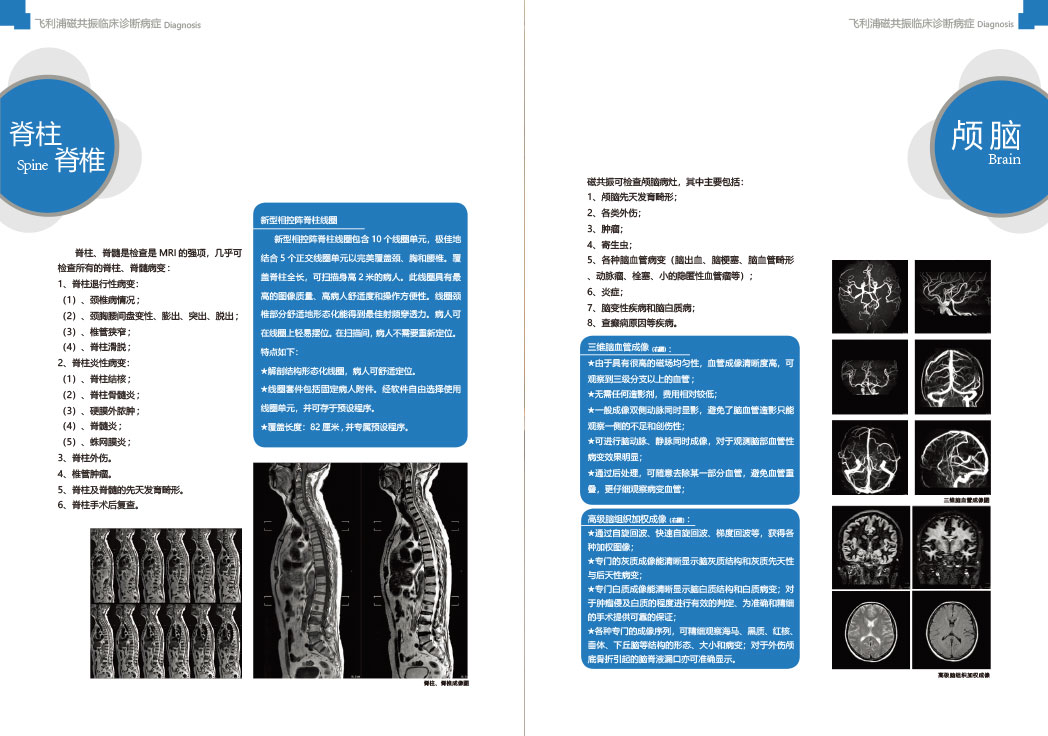 飞利浦磁共振临床诊断病症 Diagnosis
脊柱
Spine 脊椎
脊柱、脊髓是检查是 MRI 的强项，几乎可
检查所有的脊柱、脊髓病变：
1、脊柱退行性病变：
（1）、颈椎病情况；
（2）、颈胸腰间盘变性、膨出、突出、脱出；
（3）、椎管狭窄；
（4）、脊柱滑脱；
2、脊柱炎性病变：
（1）、脊柱结核；
（2）、脊柱骨髓炎；
（3）、硬膜外脓肿；
（4）、脊髓炎；
（5）、蛛网膜炎；
3、脊柱外伤。
4、椎管肿瘤。
5、脊柱及脊髓的先天发育畸形。
6、脊柱手术后复查。
新型相控阵脊柱线圈
新型相控阵脊柱线圈包含 10 个线圈单元，极佳地
结合 5 个正交线圈单元以完美覆盖颈、胸和腰椎。覆
盖脊柱全长，可扫描身高 2 米的病人。此线圈具有最
高的图像质量、高病人舒适度和操作方便性。线圈颈
椎部分舒适地形态化能得到最佳射频穿透力。病人可
在线圈上轻易摆位。在扫描间，病人不需要重新定位。
特点如下：
★解剖结构形态化线圈，病人可舒适定位。
★线圈套件包括固定病人附件。经软件自由选择使用
线圈单元，并可存于预设程序。
★覆盖长度：82 厘米 , 并专属预设程序。
脊柱、脊椎成像图
飞利浦磁共振临床诊断病症 Diagnosis
颅脑
Brain
磁共振可检查颅脑病灶，其中主要包括：
1、颅脑先天发育畸形；
2、各类外伤；
3、肿瘤；
4、寄生虫；
5、各种脑血管病变（脑出血、脑梗塞、脑血管畸形
、动脉瘤、栓塞、小的隐匿性血管瘤等）；
6、炎症；
7、脑变性疾病和脑白质病；
8、查癫痫原因等疾病。
三维脑血管成像（右图）：
★由于具有很高的磁场均匀性，血管成像清晰度高，可
观察到三级分支以上的血管；
★无需任何造影剂，费用相对较低；
★一般成像双侧动脉同时显影，避免了脑血管造影只能
观察一侧的不足和创伤性；
★可进行脑动脉、静脉同时成像，对于观测脑部血管性
病变效果明显；
★通过后处理，可随意去除某一部分血管，避免血管重
叠，更仔细观察病变血管；
高级脑组织加权成像（右图）：
★通过自旋回波、快速自旋回波、梯度回波等，获得各
种加权图像；
★专门的灰质成像能清晰显示脑灰质结构和灰质先天性
与后天性病变；
★专门白质成像能清晰显示脑白质结构和白质病变；对
于肿瘤侵及白质的程度进行有效的判定、为准确和精细
的手术提供可靠的保证；
★各种专门的成像序列，可精细观察海马、黑质、红核、
垂体、下丘脑等结构的形态、大小和病变；对于外伤颅
底骨折引起的脑脊液漏口亦可准确显示。
三维脑血管成像图
高级脑组织加权成像